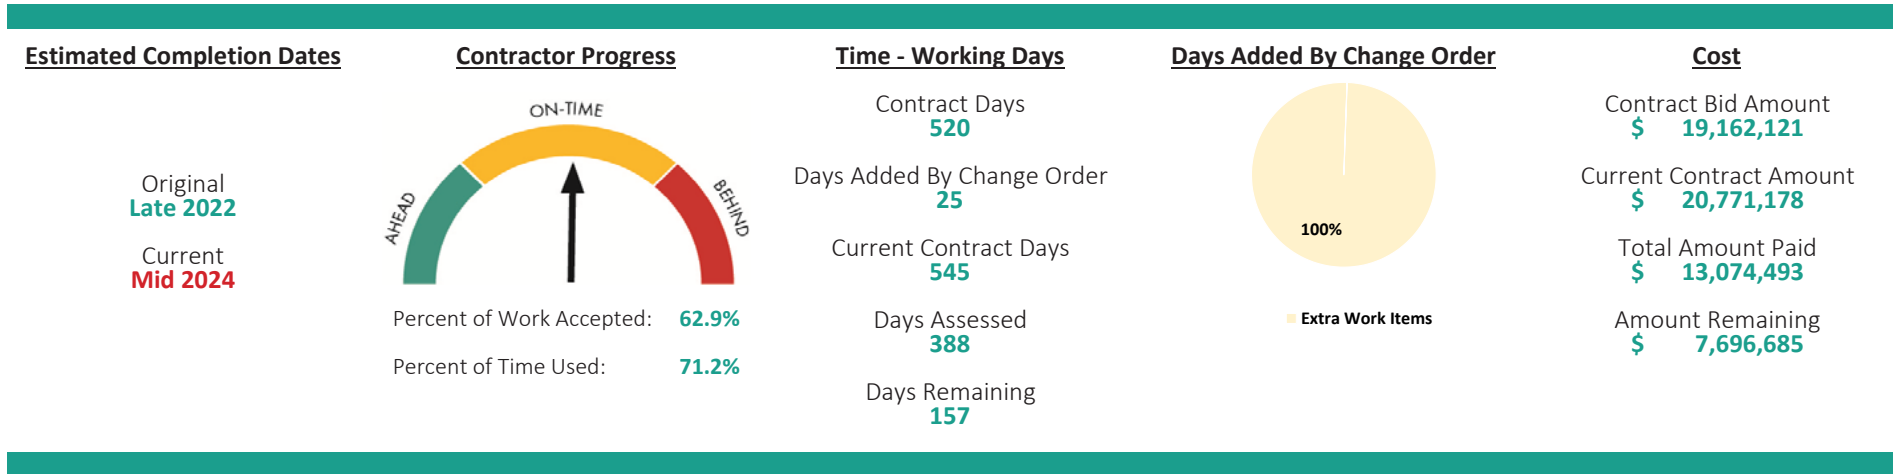 Estimated Completion Dates
Original
Late 2022
Current
Mid 2024
Contractor Progress
ON-TIME
AHEAD
BEHIND
Percent of Work Accepted: 62.9%
Percent of Time Used: 71.2%
Time - Working Days
Contract Days
520
Days Added By Change Order
25
Current Contract Days
545
Days Assessed
388
Days Remaining
157
Days Added By Change Order
100%
Extra Work Items
Cost
Contract Bid Amount
$ 19,162,121
Current Contract Amount
$ 20,771,178
Total Amount Paid
$ 13,074,493
Amount Remaining
$ 7,696,685